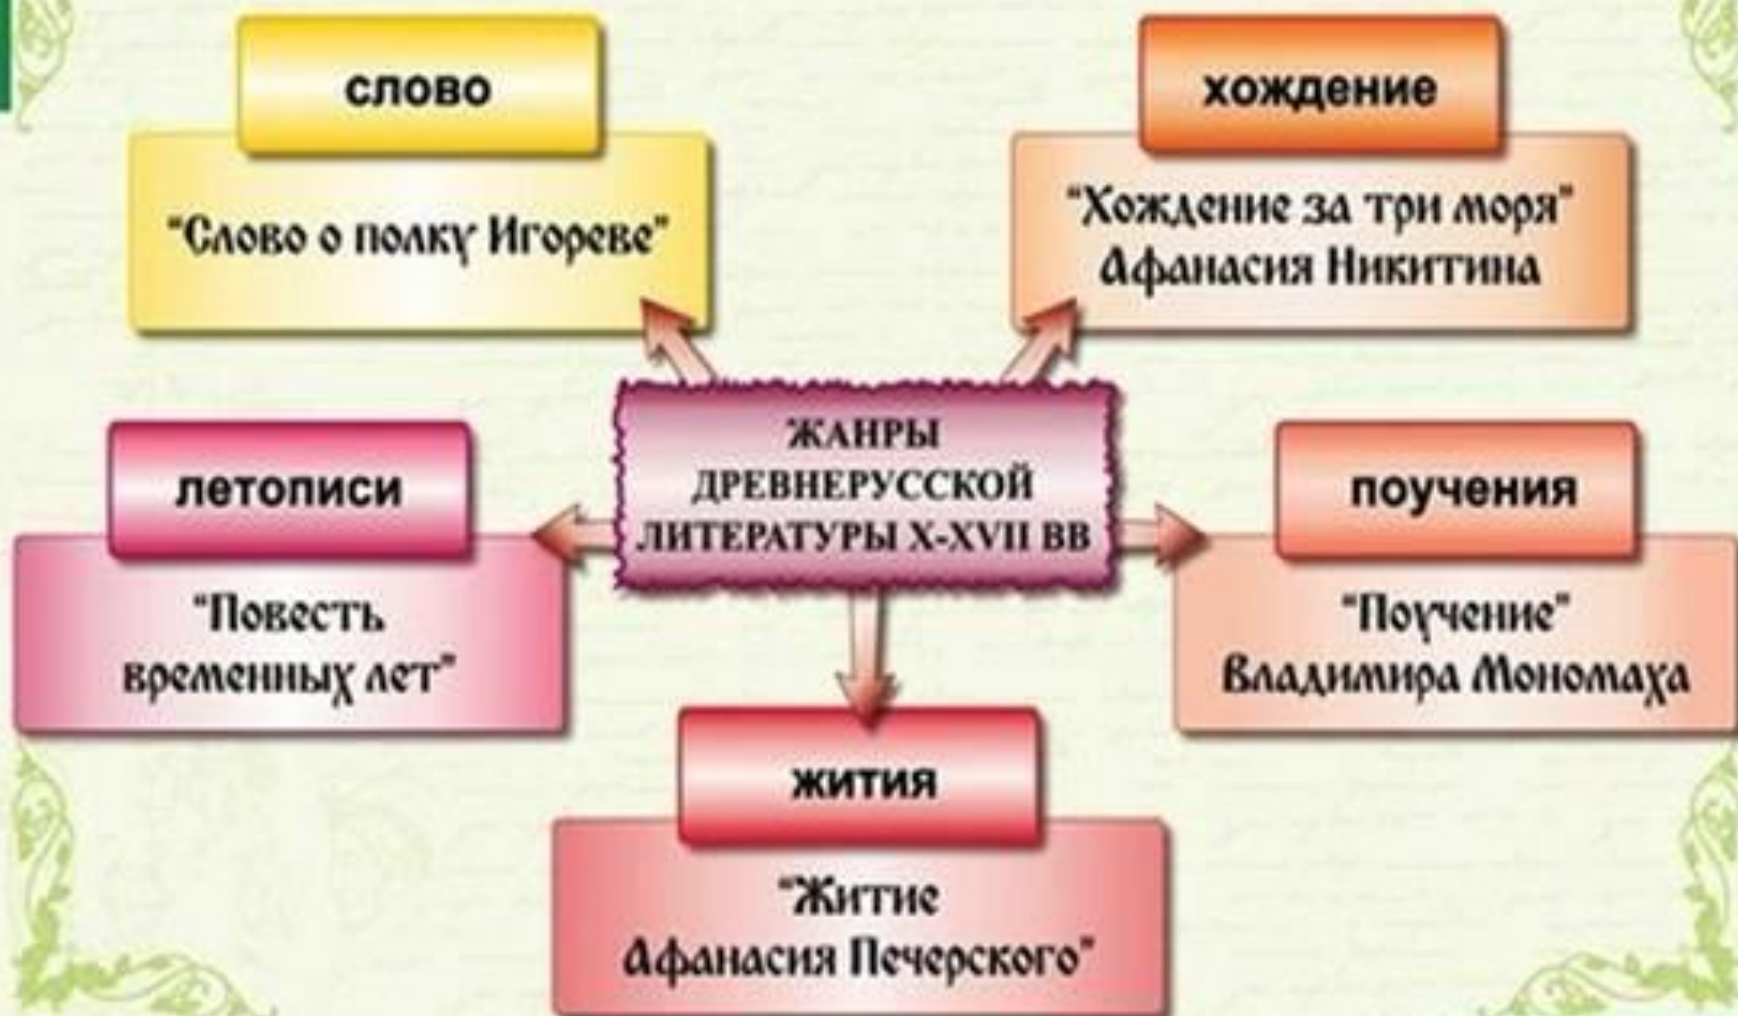 слово
"Слово о полку Игореве"
хождение
"Хождение за три моря"
Афанасия Никитина
ЖАНРЫ
ДРЕВНЕРУССКОЙ
ЛИТЕРАТУРЫ X-XVII ВВ
летописи
"Повесть
временных лет"
поучения
"Поучение"
Владимира Мономаха
жития
"Житие
Афанасия Печерского"